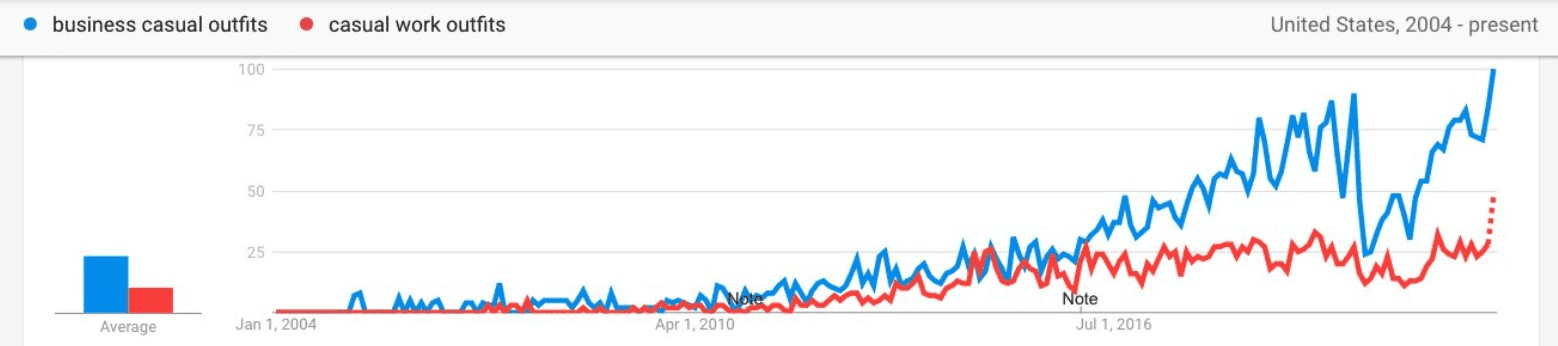 business casual outfits casual work outfits United States, 2004 - present
100
75
50
25
Note Note
Average Jan 1, 2004 Apr 1, 2010 Jul 1, 2016